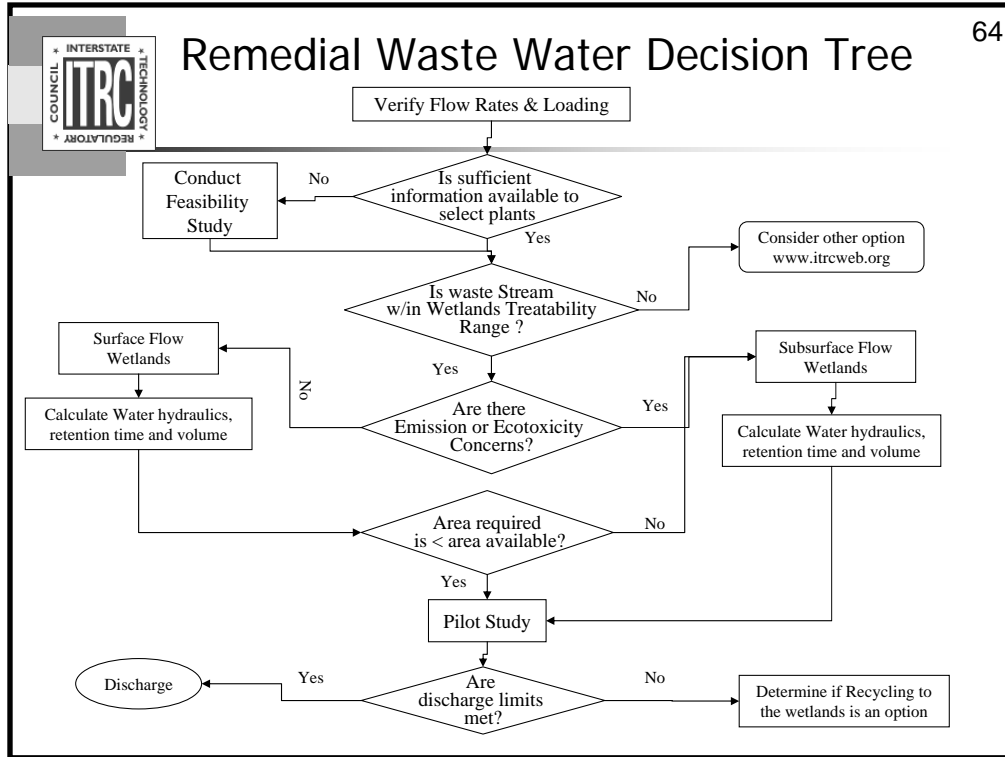 64
Remedial Waste Water Decision Tree
INTERSTATE
TECHNOLOGY
REGULATORY
COUNCIL
ITRC
Verify Flow Rates & Loading
Is sufficient
information available to
select plants
No
Conduct
Feasibility
Study
Yes
Consider other option
www.itrcweb.org
Is waste Stream
w/in Wetlands Treatability
Range ?
No
Yes
Surface Flow
Wetlands
No
Subsurface Flow
Wetlands
Are there
Emission or Ecotoxicity
Concerns?
Yes
Calculate Water hydraulics,
retention time and volume
Calculate Water hydraulics,
retention time and volume
Area required
is < area available?
No
Yes
Pilot Study
Are
discharge limits
met?
Yes
Discharge
No
Determine if Recycling to
the wetlands is an option